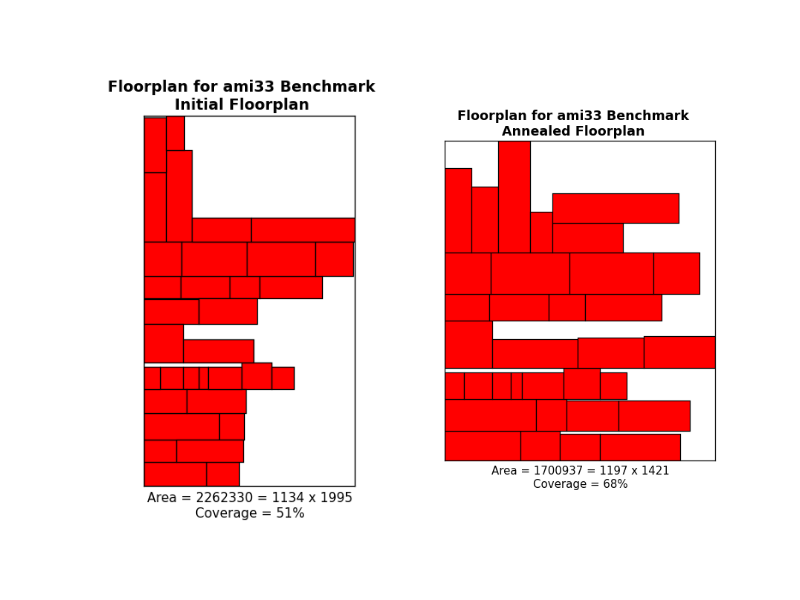 Floorplan for ami33 Benchmark
Initial Floorplan
Area = 2262330 = 1134 x 1995
Coverage = 51%
Floorplan for ami33 Benchmark
Annealed Floorplan
Area = 1700937 = 1197 x 1421
Coverage = 68%